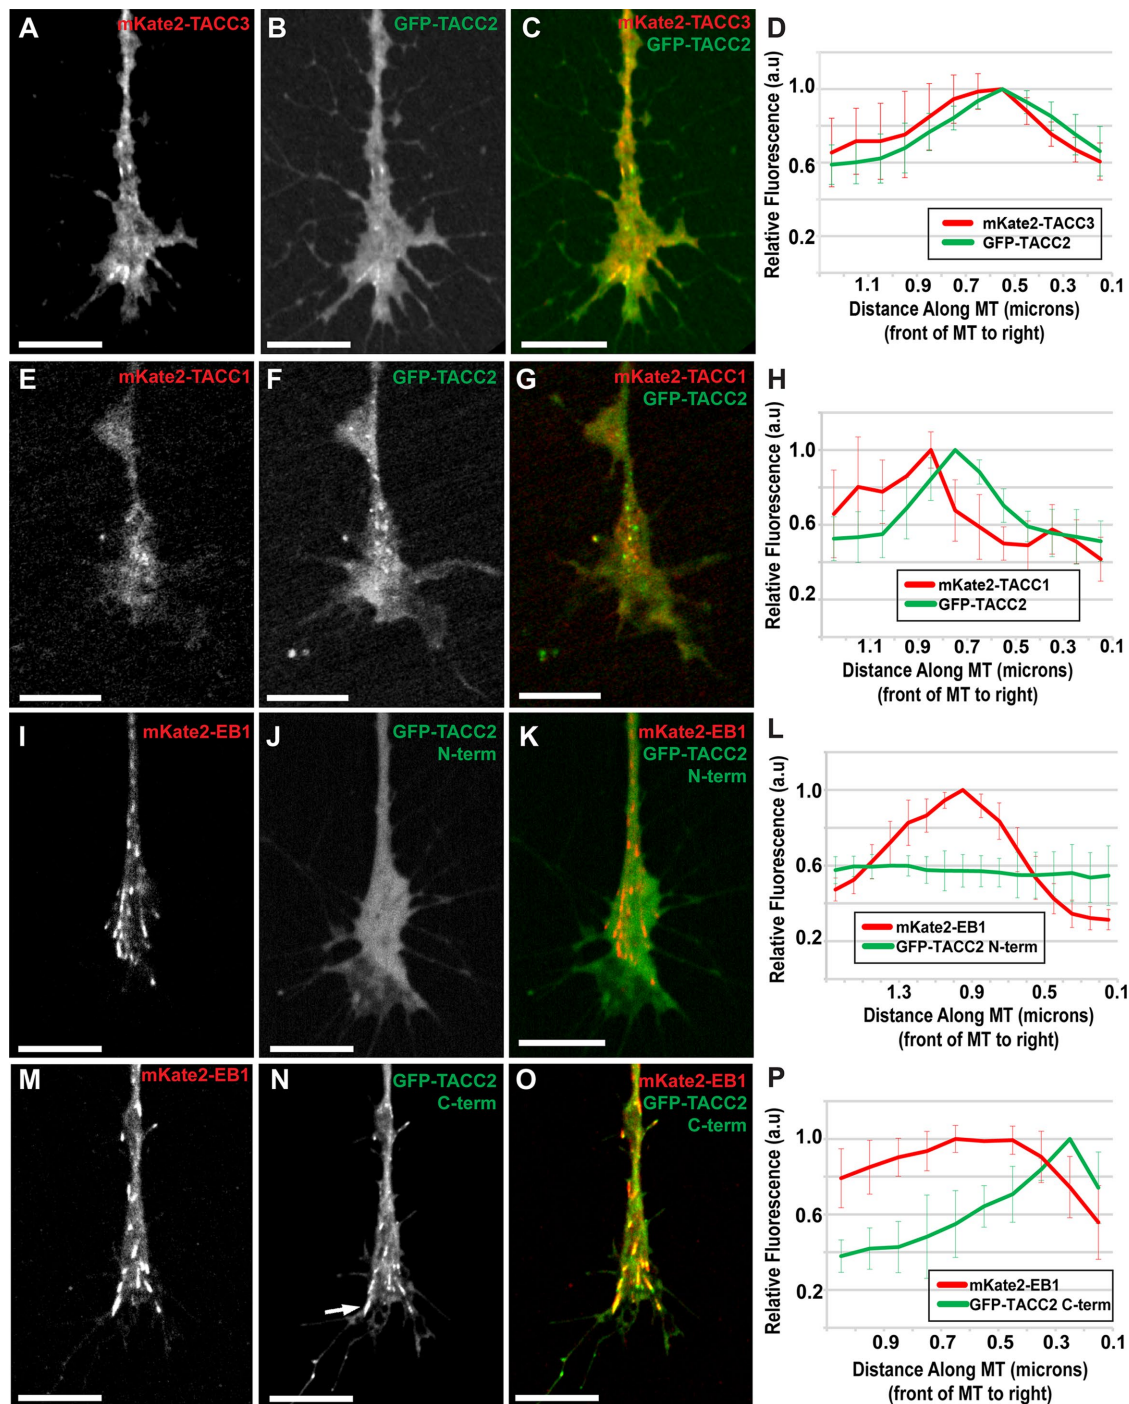 A
mKate2-TACC3
B
GFP-TACC2
C
mKate2-TACC3
GFP-TACC2
D
Relative Fluorescence (a.u)
1.0
0.6
0.2
mKate2-TACC3
GFP-TACC2
1.1 0.9 0.7 0.5 0.3 0.1
Distance Along MT (microns)
(front of MT to right)
E
mKate2-TACC1
F
GFP-TACC2
G
mKate2-TACC1
GFP-TACC2
H
Relative Fluorescence (a.u)
1.0
0.6
0.2
mKate2-TACC1
GFP-TACC2
1.1 0.9 0.7 0.5 0.3 0.1
Distance Along MT (microns)
(front of MT to right)
I
mKate2-EB1
J
GFP-TACC2
N-term
K
mKate2-EB1
GFP-TACC2
N-term
L
Relative Fluorescence (a.u)
1.0
0.6
0.2
mKate2-EB1
GFP-TACC2 N-term
1.3 0.9 0.5 0.1
Distance Along MT (microns)
(front of MT to right)
M
mKate2-EB1
N
GFP-TACC2
C-term
O
mKate2-EB1
GFP-TACC2
C-term
P
Relative Fluorescence (a.u)
1.0
0.6
0.2
mKate2-EB1
GFP-TACC2 C-term
0.9 0.7 0.5 0.3 0.1
Distance Along MT (microns)
(front of MT to right)